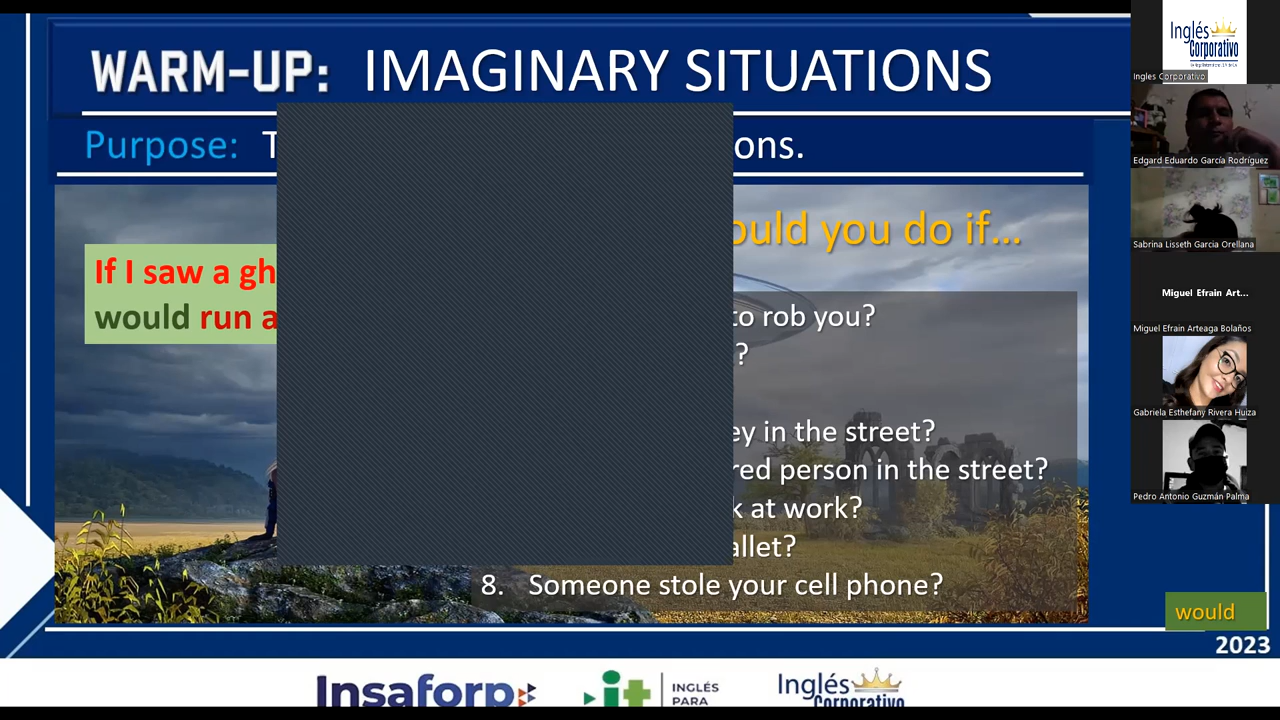 WARM-UP: IMAGINARY SITUATIONS
Purpose: T ons.
ould you do if...
If I saw a gh
would run a
to rob you?
?
ey in the street?
red person in the street?
k at work?
allet?
8. Someone stole your cell phone?
would
2023
Insaforp
it
INGLÉS
PARA
Inglés
Corporativo
Inglés
Corporativo
Ingles Corporativo
Edgard Eduardo García Rodríguez
Sabrina Lisseth Garcia Orellana
Miguel Efrain Art...
Miguel Efrain Arteaga Bolaños
Gabriela Esthefany Rivera Huiza
Pedro Antonio Guzmán Palma